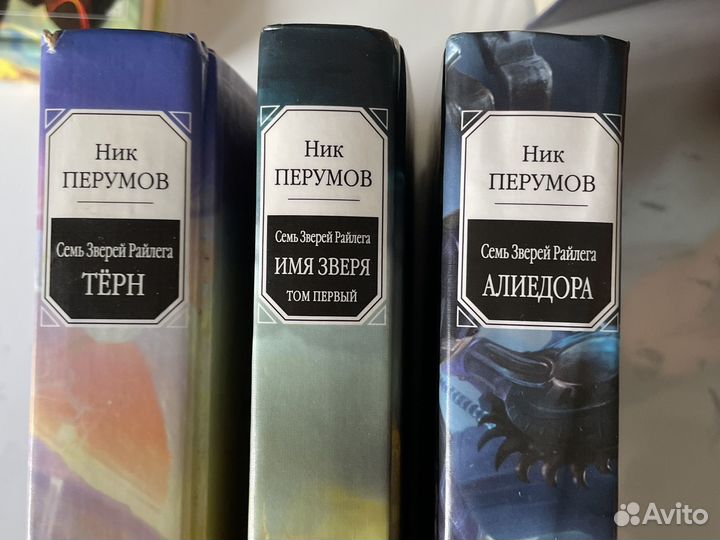 Ник
ПЕРУМОВ
Семь Зверей Райлега
ТЁРН
Ник
ПЕРУМОВ
Семь Зверей Райлега
ИМЯ ЗВЕРЯ
ТОМ ПЕРВЫЙ
Ник
ПЕРУМОВ
Семь Зверей Райлега
АЛИЕДОРА
Avito